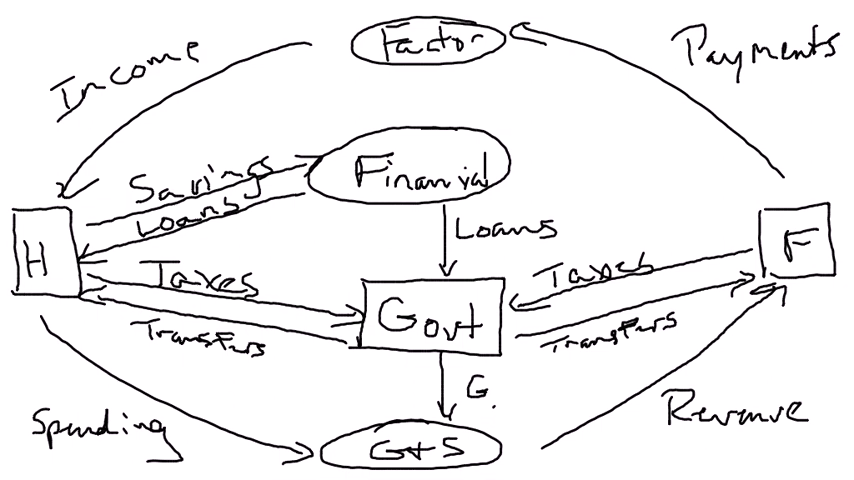 Factor
Income
Payments
Savings
Financial
Loans
Loans
H
F
Taxes
Taxes
Govt
Transfers
Transfers
G.
Spending
G+S
Revenue